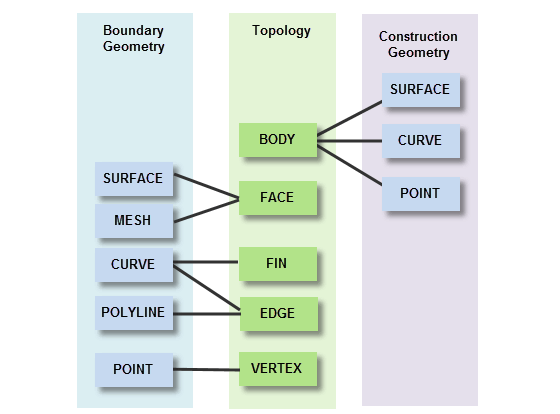 Boundary
Geometry
SURFACE
MESH
CURVE
POLYLINE
POINT
Topology
BODY
FACE
FIN
EDGE
VERTEX
Construction
Geometry
SURFACE
CURVE
POINT